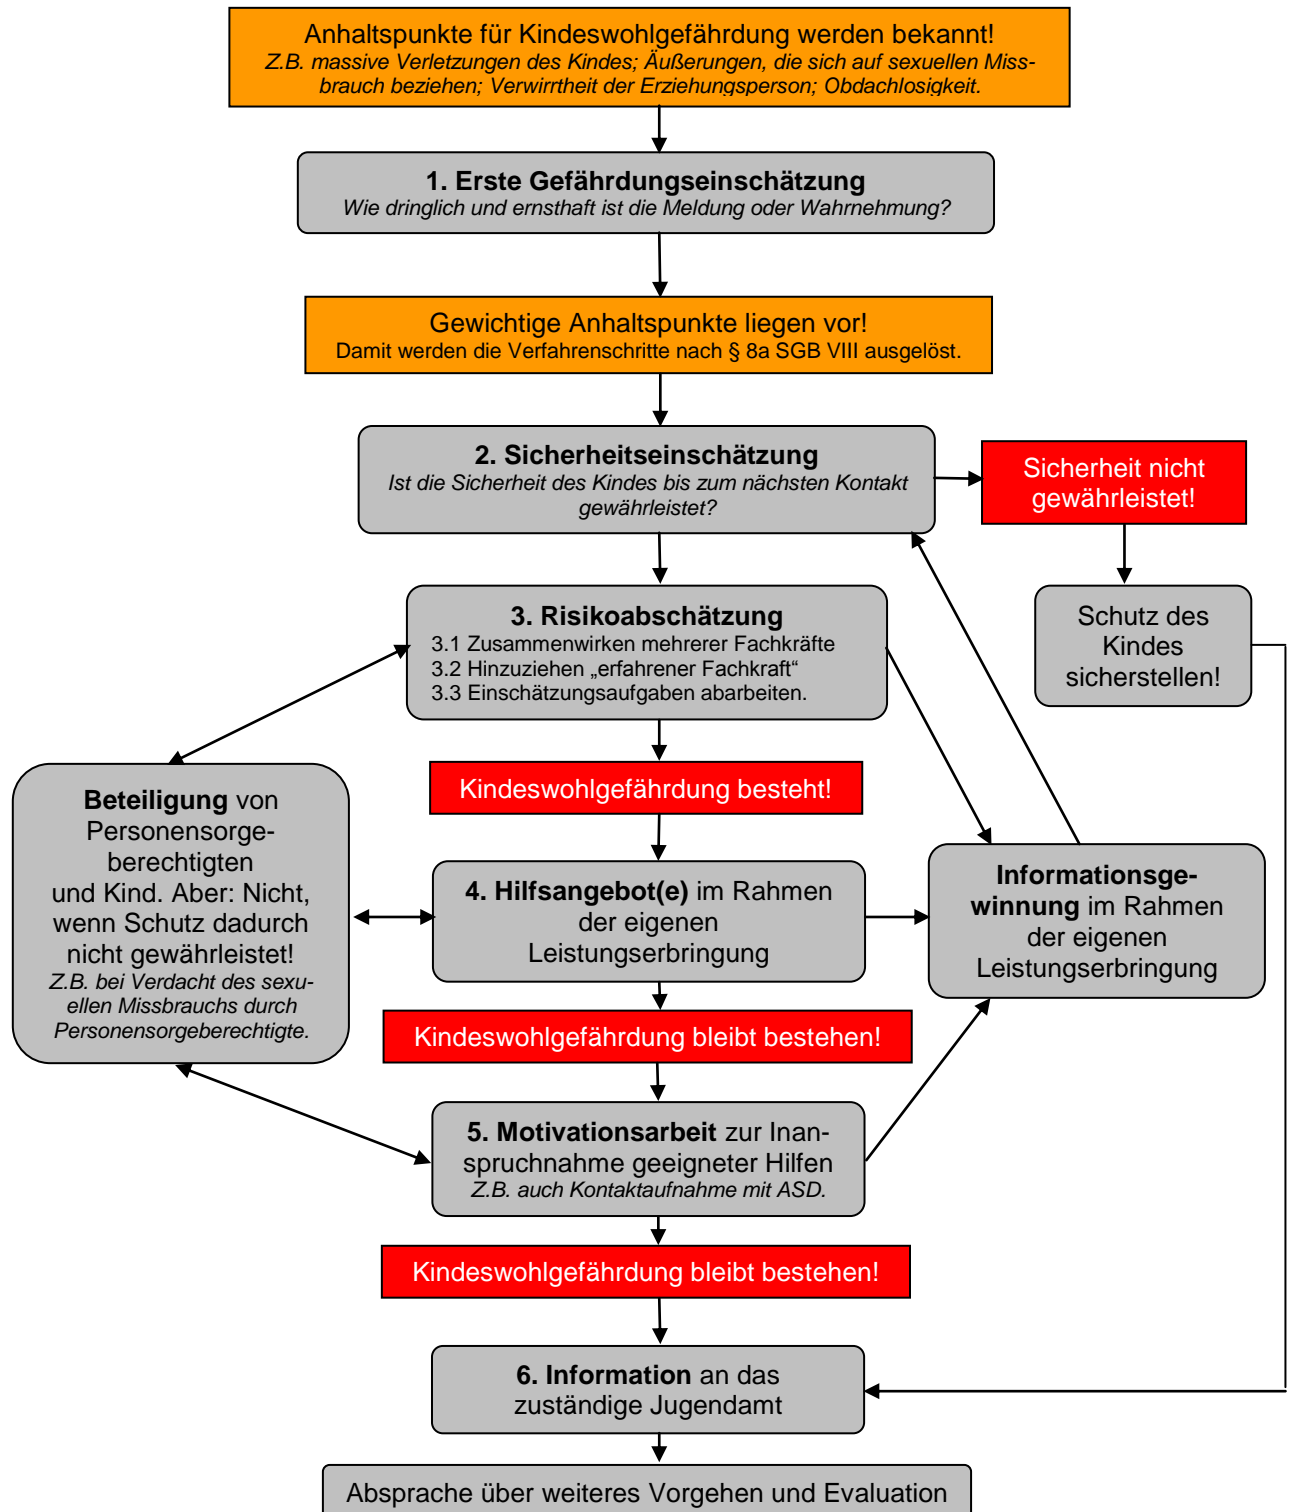 Anhaltspunkte für Kindeswohlgefährdung werden bekannt!
Z.B. massive Verletzungen des Kindes; Äußerungen, die sich auf sexuellen Miss-
brauch beziehen; Verwirrtheit der Erziehungsperson; Obdachlosigkeit.
1. Erste Gefährdungseinschätzung
Wie dringlich und ernsthaft ist die Meldung oder Wahrnehmung?
Gewichtige Anhaltspunkte liegen vor!
Damit werden die Verfahrenschritte nach § 8a SGB VIII ausgelöst.
2. Sicherheitseinschätzung
Ist die Sicherheit des Kindes bis zum nächsten Kontakt
gewährleistet?
Sicherheit nicht
gewährleistet!
Schutz des
Kindes
sicherstellen!
3. Risikoabschätzung
3.1 Zusammenwirken mehrerer Fachkräfte
3.2 Hinzuziehen „erfahrener Fachkraft“
3.3 Einschätzungsaufgaben abarbeiten.
Kindeswohlgefährdung besteht!
Beteiligung von
Personensorge-
berechtigten
und Kind. Aber: Nicht,
wenn Schutz dadurch
nicht gewährleistet!
Z.B. bei Verdacht des sexu-
ellen Missbrauchs durch
Personensorgeberechtigte.
4. Hilfsangebot(e) im Rahmen
der eigenen
Leistungserbringung
Informationsge-
winnung im Rahmen
der eigenen
Leistungserbringung
Kindeswohlgefährdung bleibt bestehen!
5. Motivationsarbeit zur Inan-
spruchnahme geeigneter Hilfen
Z.B. auch Kontaktaufnahme mit ASD.
Kindeswohlgefährdung bleibt bestehen!
6. Information an das
zuständige Jugendamt
Absprache über weiteres Vorgehen und Evaluation